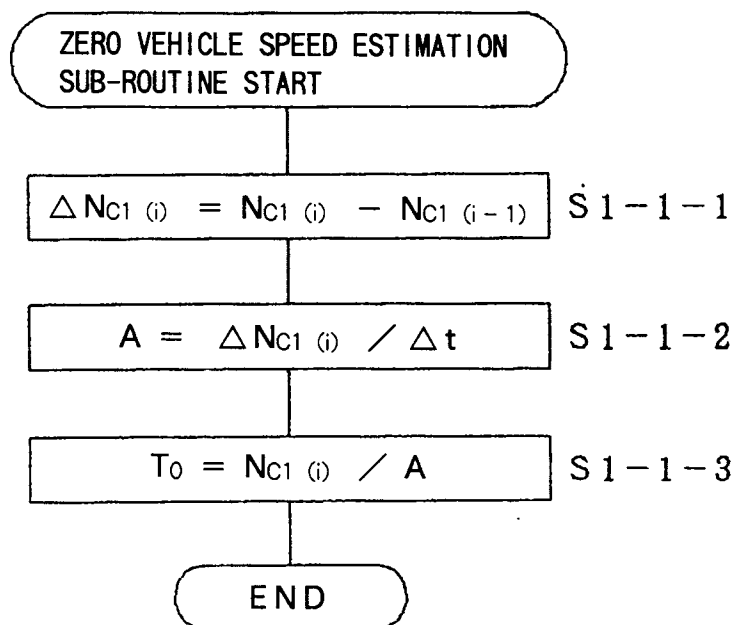 ZERO VEHICLE SPEED ESTIMATION
SUB-ROUTINE START
△NC1 (i) = NC1 (i) − NC1 (i − 1) S1−1−1
A = △NC1 (i) / △t S1−1−2
T0 = NC1 (i) / A S1−1−3
END